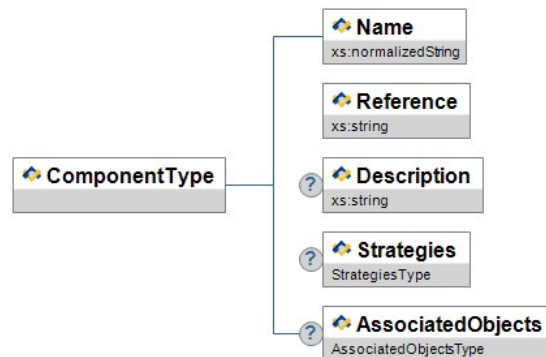 Name
xs:normalizedString
Reference
xs:string
ComponentType
?
Description
xs:string
?
Strategies
StrategiesType
?
AssociatedObjects
AssociatedObjectsType